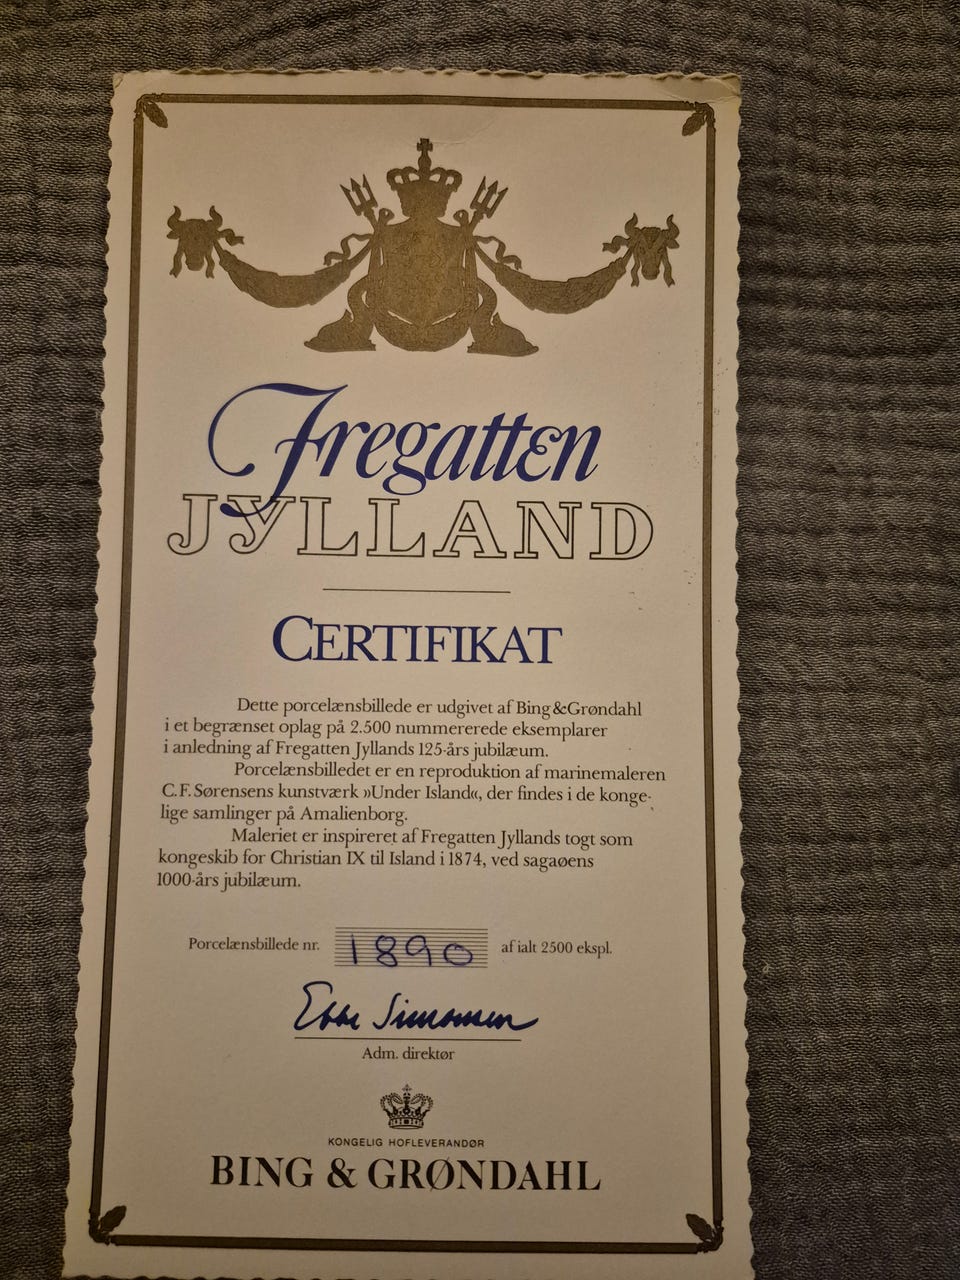 Fregatten
JYLLAND
CERTIFIKAT
Dette porcelænsbillede er udgivet af Bing & Grøndahl
i et begrænset oplag på 2.500 nummererede eksemplarer
i anledning af Fregatten Jyllands 125-års jubilæum.
Porcelænsbilledet er en reproduktion af marinemaleren
C.F. Sørensens kunstværk »Under Island«, der findes i de konge-
lige samlinger på Amalienborg.
Maleriet er inspireret af Fregatten Jyllands togt som
kongeskib for Christian IX til Island i 1874, ved sagaøens
1000-års jubilæum.
Porcelænsbillede nr. 1890 af ialt 2500 ekspl.
Ebbe Simonsen
Adm. direktør
KONGELIG HOFLEVERANDØR
BING & GRØNDAHL